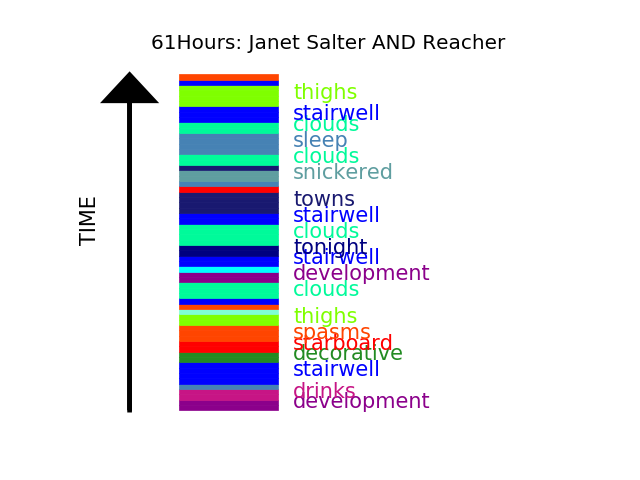 61Hours: Janet Salter AND Reacher
thighs
stairwell
clouds
sleep
clouds
snickered
towns
stairwell
clouds
tonight
stairwell
development
clouds
thighs
spasms
starboard
decorative
stairwell
drinks
development
TIME